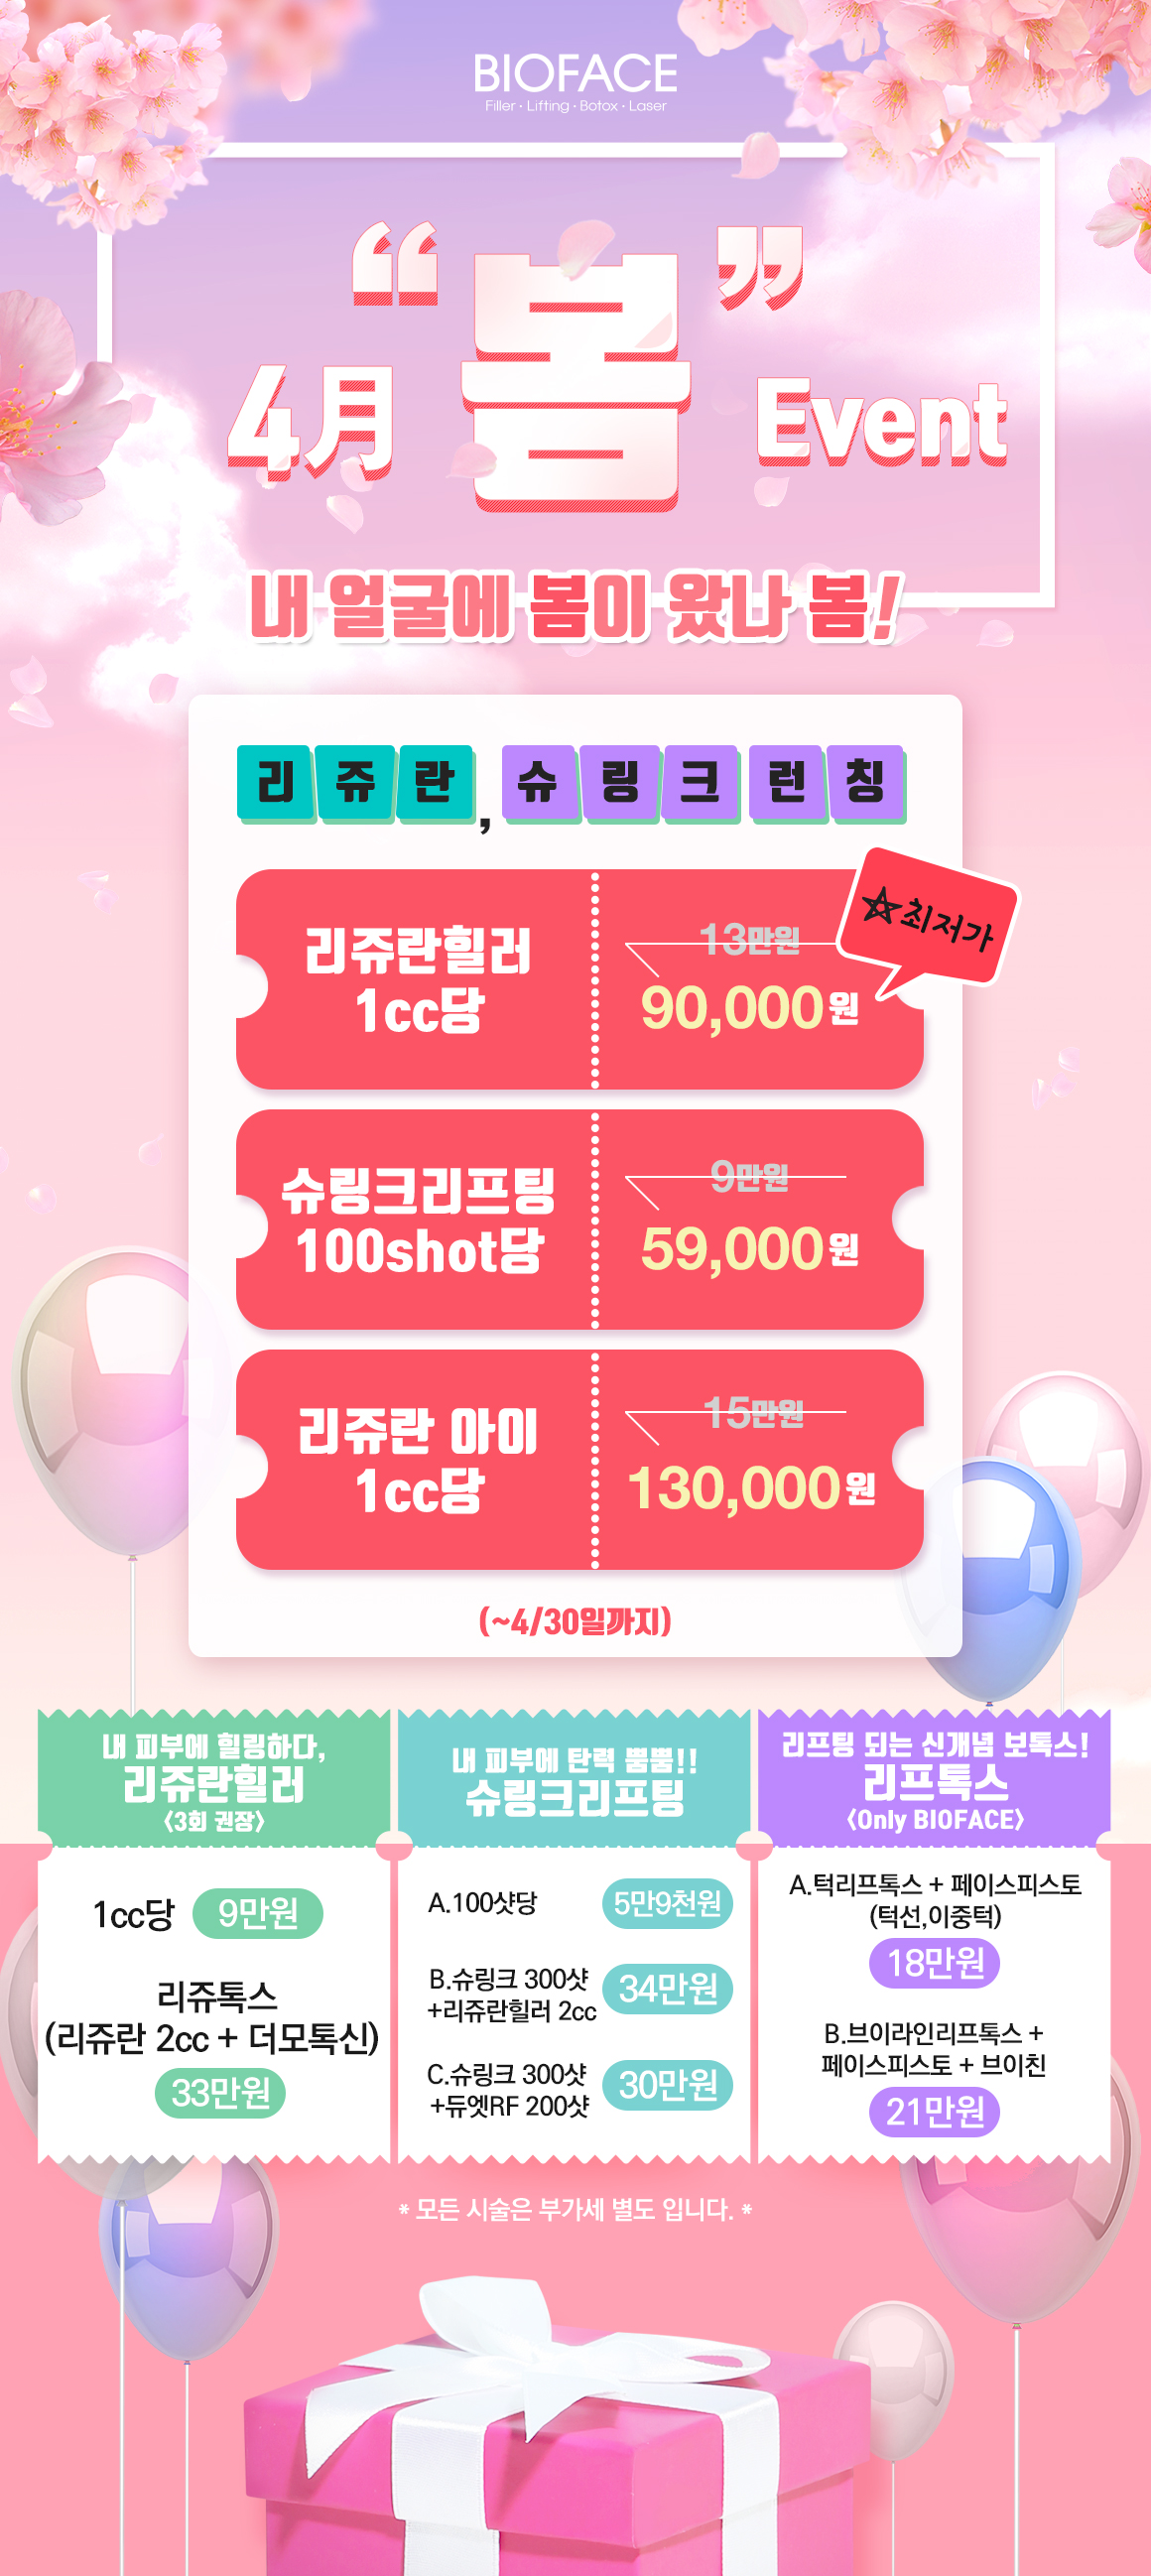 BIOFACE
Filler · Lifting · Botox · Laser
4月 “봄” Event
내 얼굴에 봄이 왔나 봄!
리쥬란, 슈링크 런칭
☆최저가
리쥬란힐러
1cc당
13만원
90,000원
슈링크리프팅
100shot당
9만원
59,000원
리쥬란 아이
1cc당
15만원
130,000원
(~4/30일까지)
내 피부에 힐링하다,
리쥬란힐러
<3회 권장>
1cc당 9만원
리쥬톡스
(리쥬란 2cc + 더모톡신)
33만원
내 피부에 탄력 뿜뿜!!
슈링크리프팅
A.100샷당 5만9천원
B.슈링크 300샷
+리쥬란힐러 2cc
34만원
C.슈링크 300샷
+듀엣RF 200샷
30만원
리프팅 되는 신개념 보톡스!
리프톡스
<Only BIOFACE>
A.턱리프톡스 + 페이스피스토
(턱선,이중턱)
18만원
B.브이라인리프톡스 +
페이스피스토 + 브이친
21만원
* 모든 시술은 부가세 별도 입니다. *